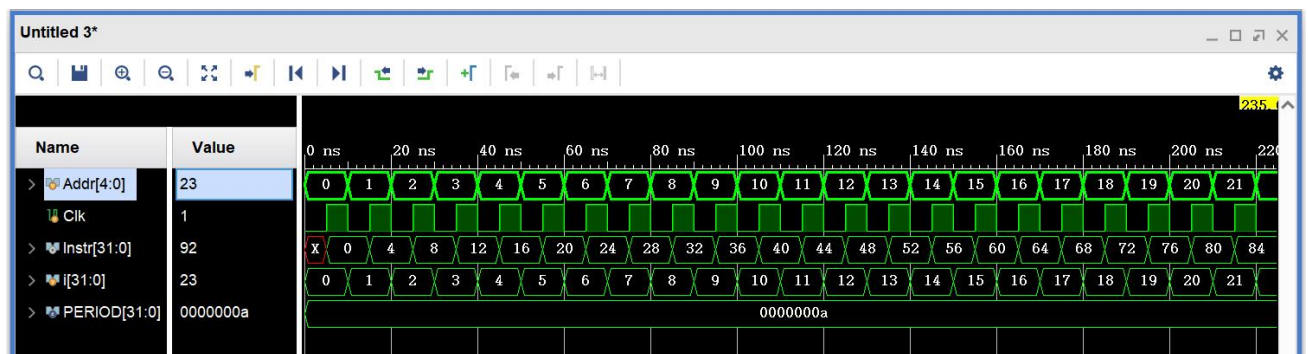 Untitled 3*
235.
Name Value
0 ns 20 ns 40 ns 60 ns 80 ns 100 ns 120 ns 140 ns 160 ns 180 ns 200 ns 220
Addr[4:0] 23 0 1 2 3 4 5 6 7 8 9 10 11 12 13 14 15 16 17 18 19 20 21
Clk 1
Instr[31:0] 92 X 0 4 8 12 16 20 24 28 32 36 40 44 48 52 56 60 64 68 72 76 80 84
i[31:0] 23 0 1 2 3 4 5 6 7 8 9 10 11 12 13 14 15 16 17 18 19 20 21
PERIOD[31:0] 0000000a 0000000a